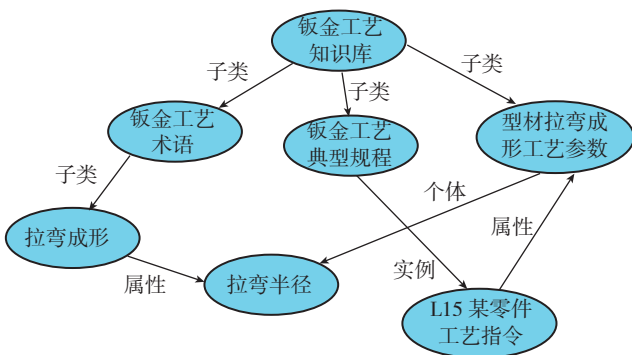 钣金工艺
知识库
子类
子类
子类
钣金工艺
术语
钣金工艺
典型规程
型材拉弯成
形工艺参数
子类
个体
属性
拉弯成形
属性
拉弯半径
实例
L15 某零件
工艺指令